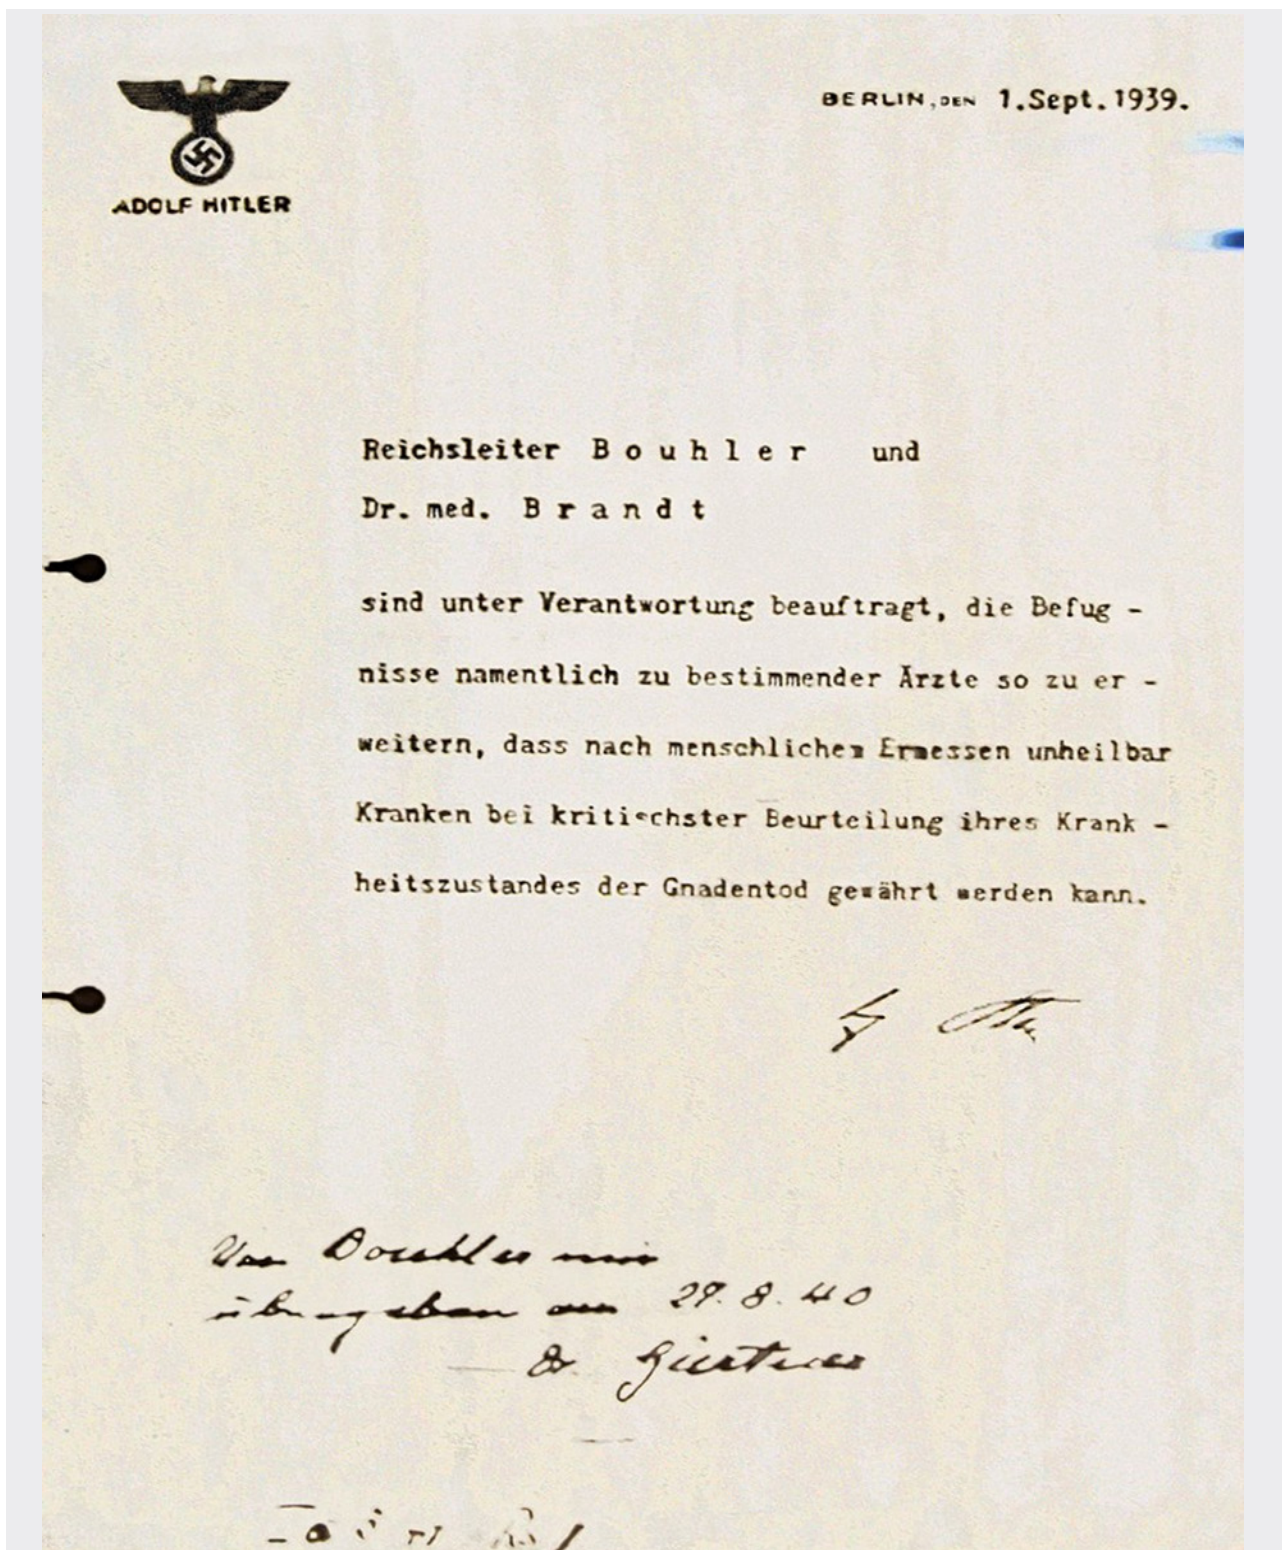 ADOLF HITLER
BERLIN, DEN 1.Sept.1939.
Reichsleiter Bouhler und
Dr. med. Brandt
sind unter Verantwortung beauftragt, die Befug -
nisse namentlich zu bestimmender Ärzte so zu er -
weitern, dass nach menschlichem Ermessen unheilbar
Kranken bei kritischster Beurteilung ihres Krank -
heitszustandes der Gnadentod gewährt werden kann.
Von Bouhler mir
übergeben am 27.8.40
Dr. Gürtner